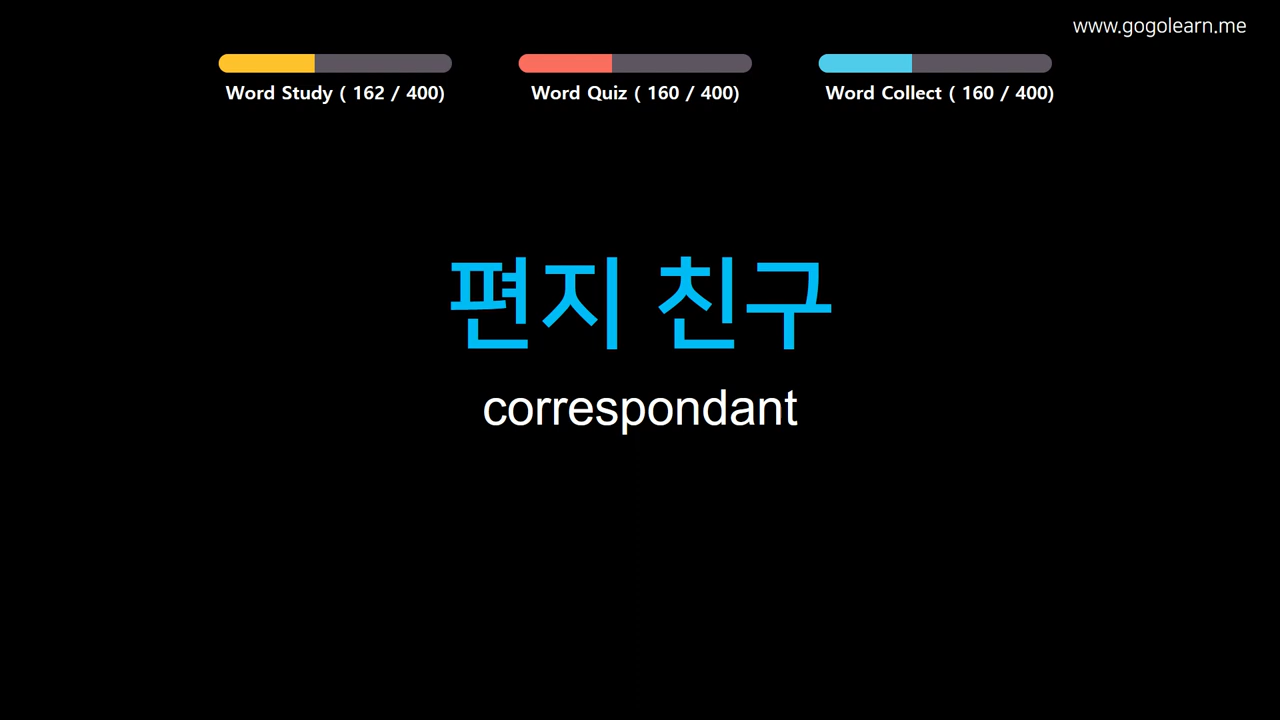 www.gogolearn.me
Word Study ( 162 / 400)
Word Quiz ( 160 / 400)
Word Collect ( 160 / 400)
편지 친구
correspondant